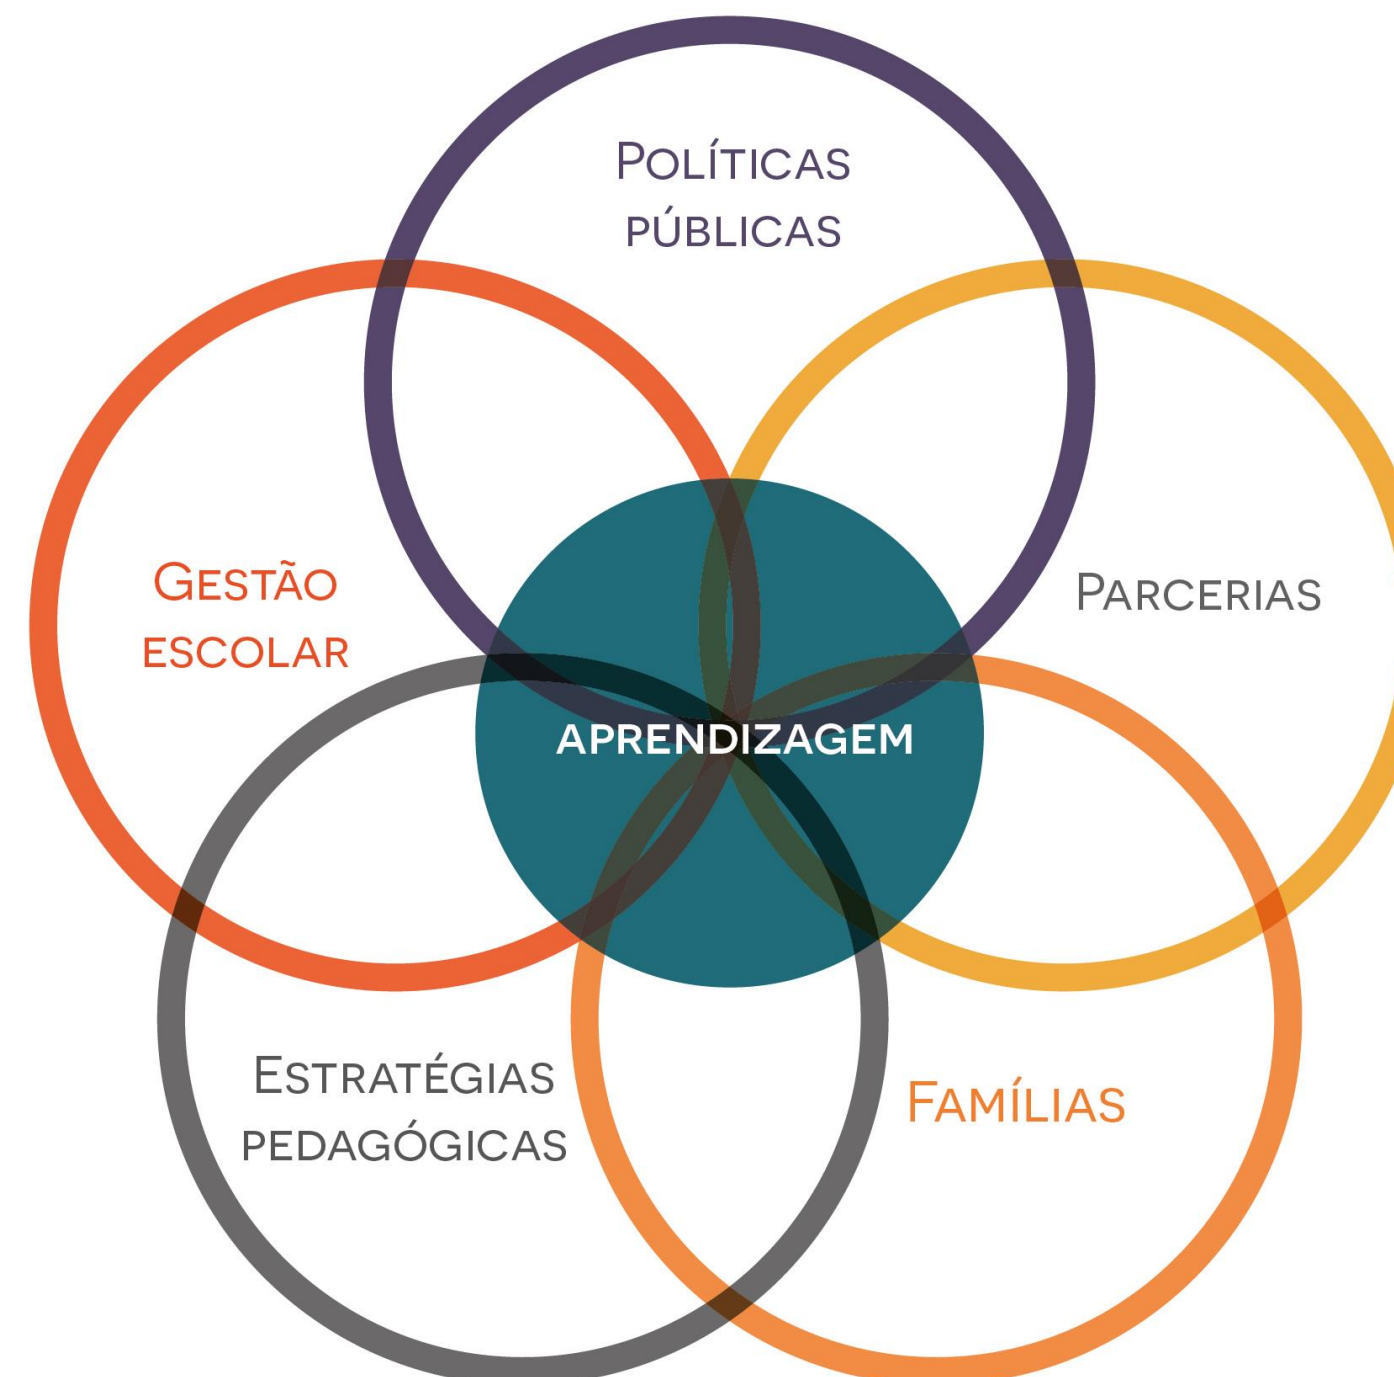 Políticas
públicas
Gestão
escolar
Parcerias
aprendizagem
Estratégias
pedagógicas
Famílias